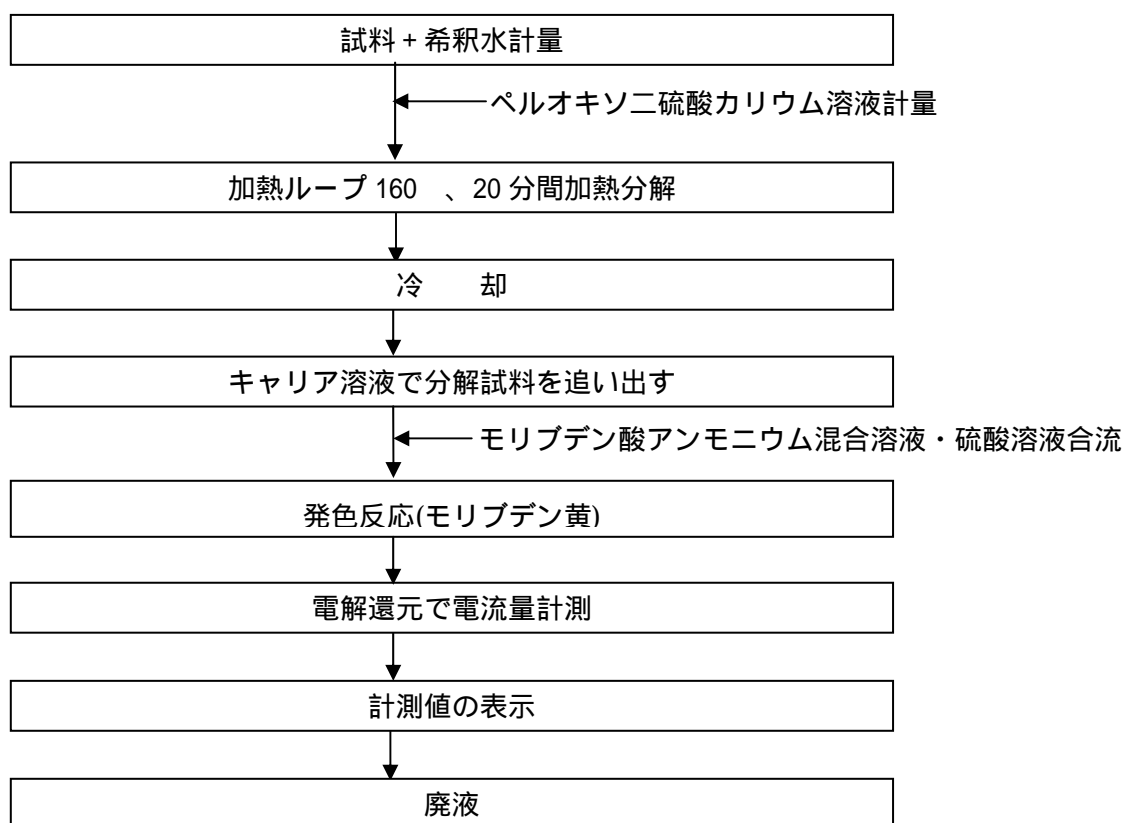 試料 + 希釈水計量
ペルオキソ二硫酸カリウム溶液計量
加熱ループ 160　、20 分間加熱分解
冷　　却
キャリア溶液で分解試料を追い出す
モリブデン酸アンモニウム混合溶液・硫酸溶液合流
発色反応(モリブデン黄)
電解還元で電流量計測
計測値の表示
廃液